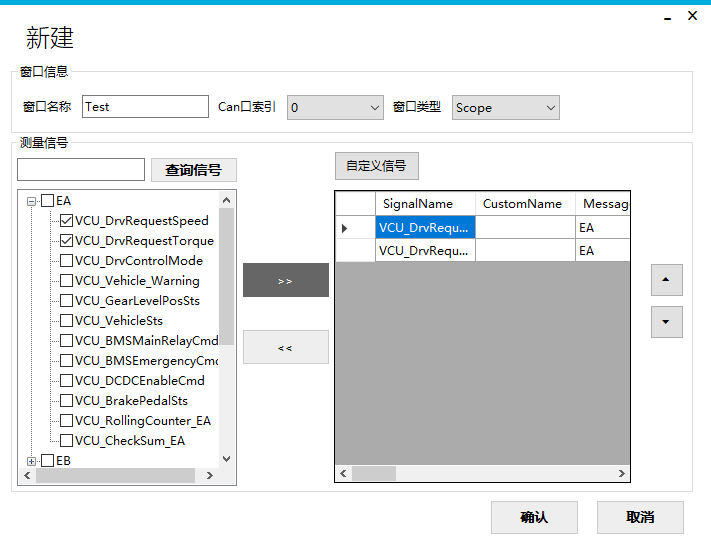 新建
窗口信息
窗口名称 Test Can口索引 0 窗口类型 Scope
测量信号
查询信号 自定义信号
EA
VCU_DrvRequestSpeed
VCU_DrvRequestTorque
VCU_DrvControlMode
VCU_Vehicle_Warning
VCU_GearLevelPosSts
VCU_VehicleSts
VCU_BMSMainRelayCmd
VCU_BMSEmergencyCmd
VCU_DCDCEnableCmd
VCU_BrakePedalSts
VCU_RollingCounter_EA
VCU_CheckSum_EA
EB
>>
<<
SignalName CustomName Messag
VCU_DrvRequ... EA
VCU_DrvRequ... EA
确认 取消